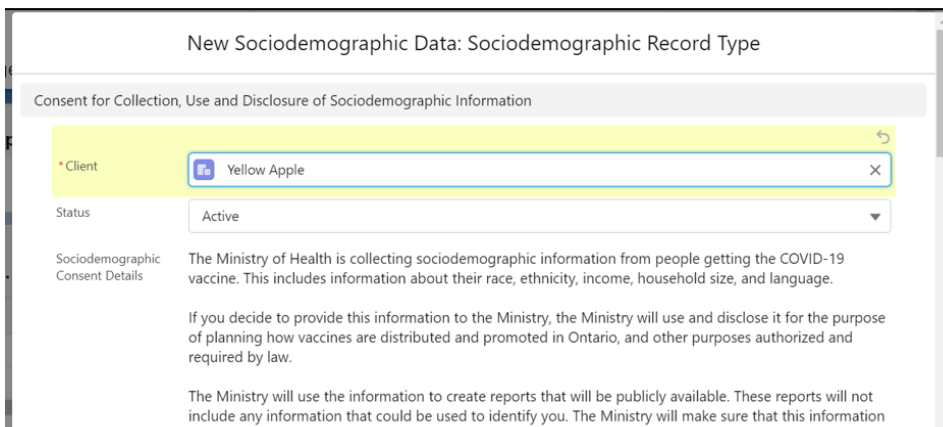 New Sociodemographic Data: Sociodemographic Record Type
Consent for Collection, Use and Disclosure of Sociodemographic Information
*Client
Yellow Apple
Status
Active
Sociodemographic
Consent Details
The Ministry of Health is collecting sociodemographic information from people getting the COVID-19
vaccine. This includes information about their race, ethnicity, income, household size, and language.
If you decide to provide this information to the Ministry, the Ministry will use and disclose it for the purpose
of planning how vaccines are distributed and promoted in Ontario, and other purposes authorized and
required by law.
The Ministry will use the information to create reports that will be publicly available. These reports will not
include any information that could be used to identify you. The Ministry will make sure that this information